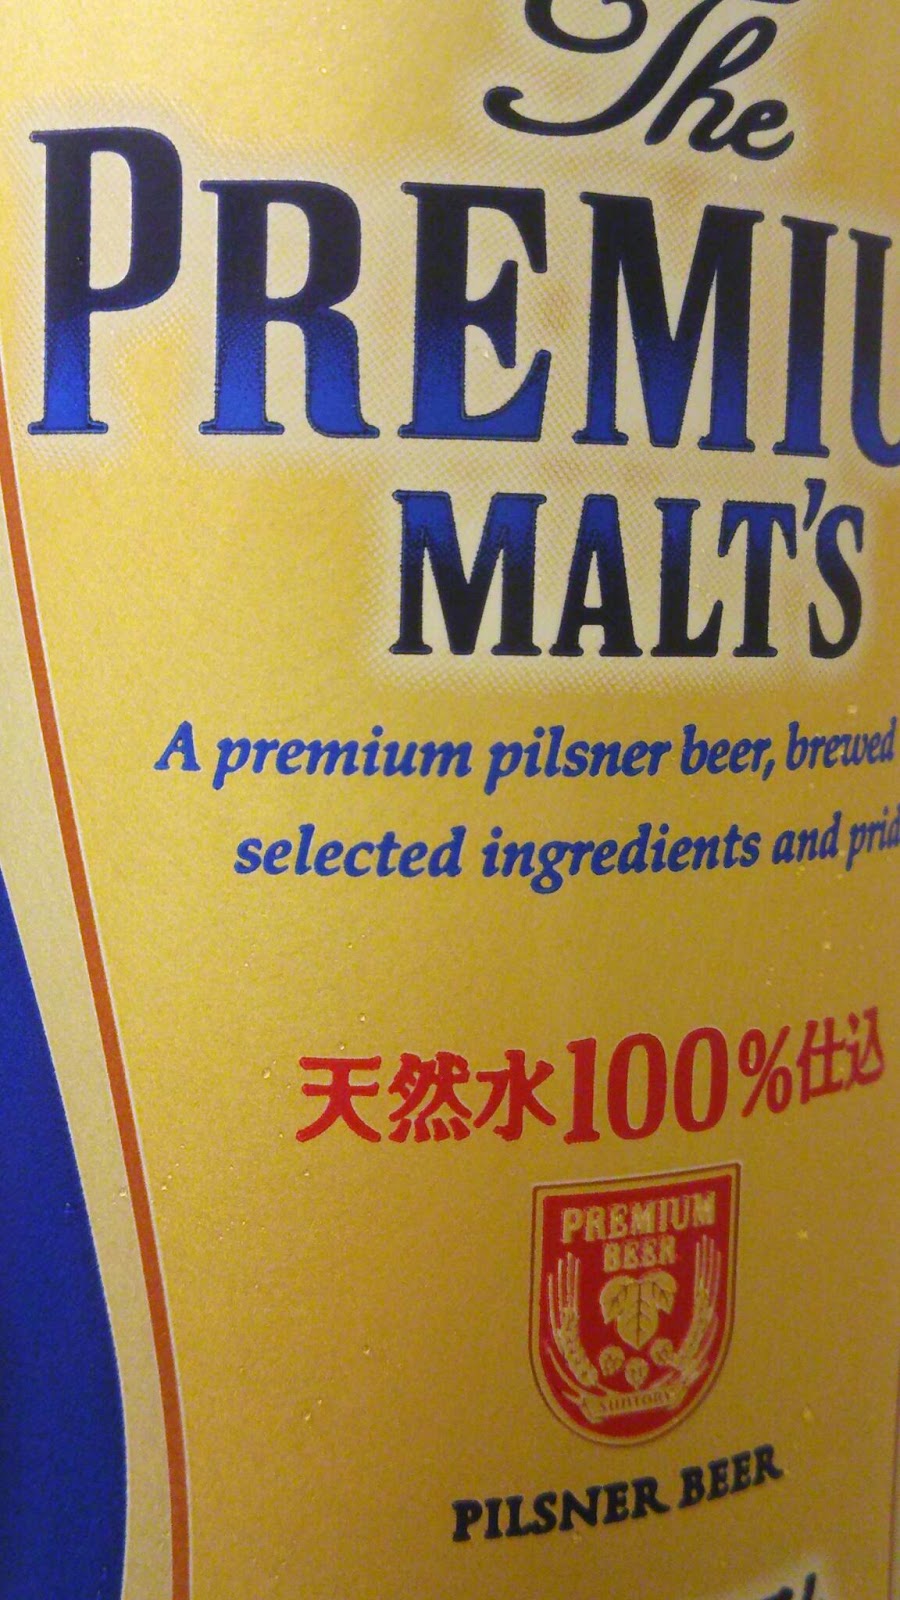 The
PREMIU
MALT'S
A premium pilsner beer, brewed
selected ingredients and prid
天然水100%仕込
PREMIUM
BEER
SUNTORY
PILSNER BEER